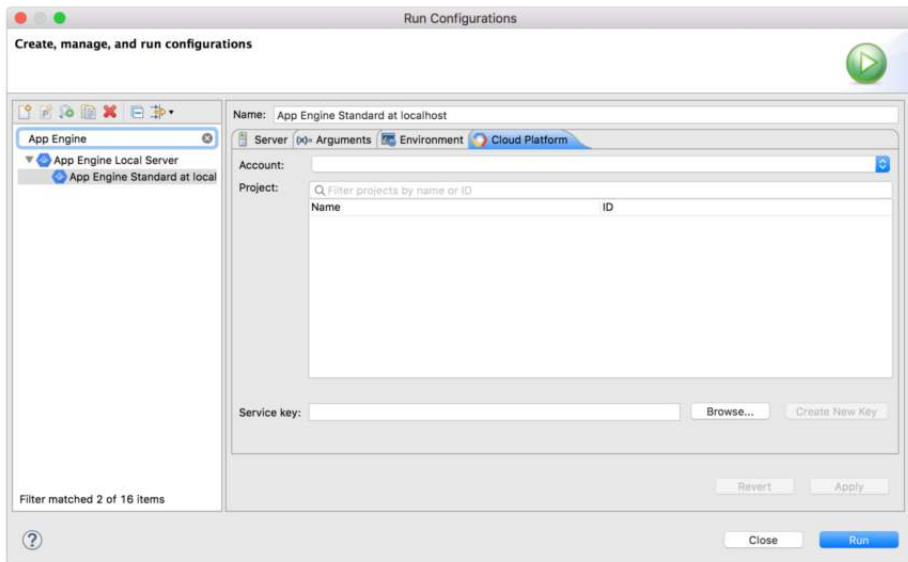 Run Configurations
Create, manage, and run configurations
App Engine
App Engine Local Server
App Engine Standard at local
Filter matched 2 of 16 items
Name: App Engine Standard at localhost
Server (x)= Arguments Environment Cloud Platform
Account:
Project: Filter projects by name or ID
Name ID
Service key: Browse... Create New Key
Revert Apply
? Close Run